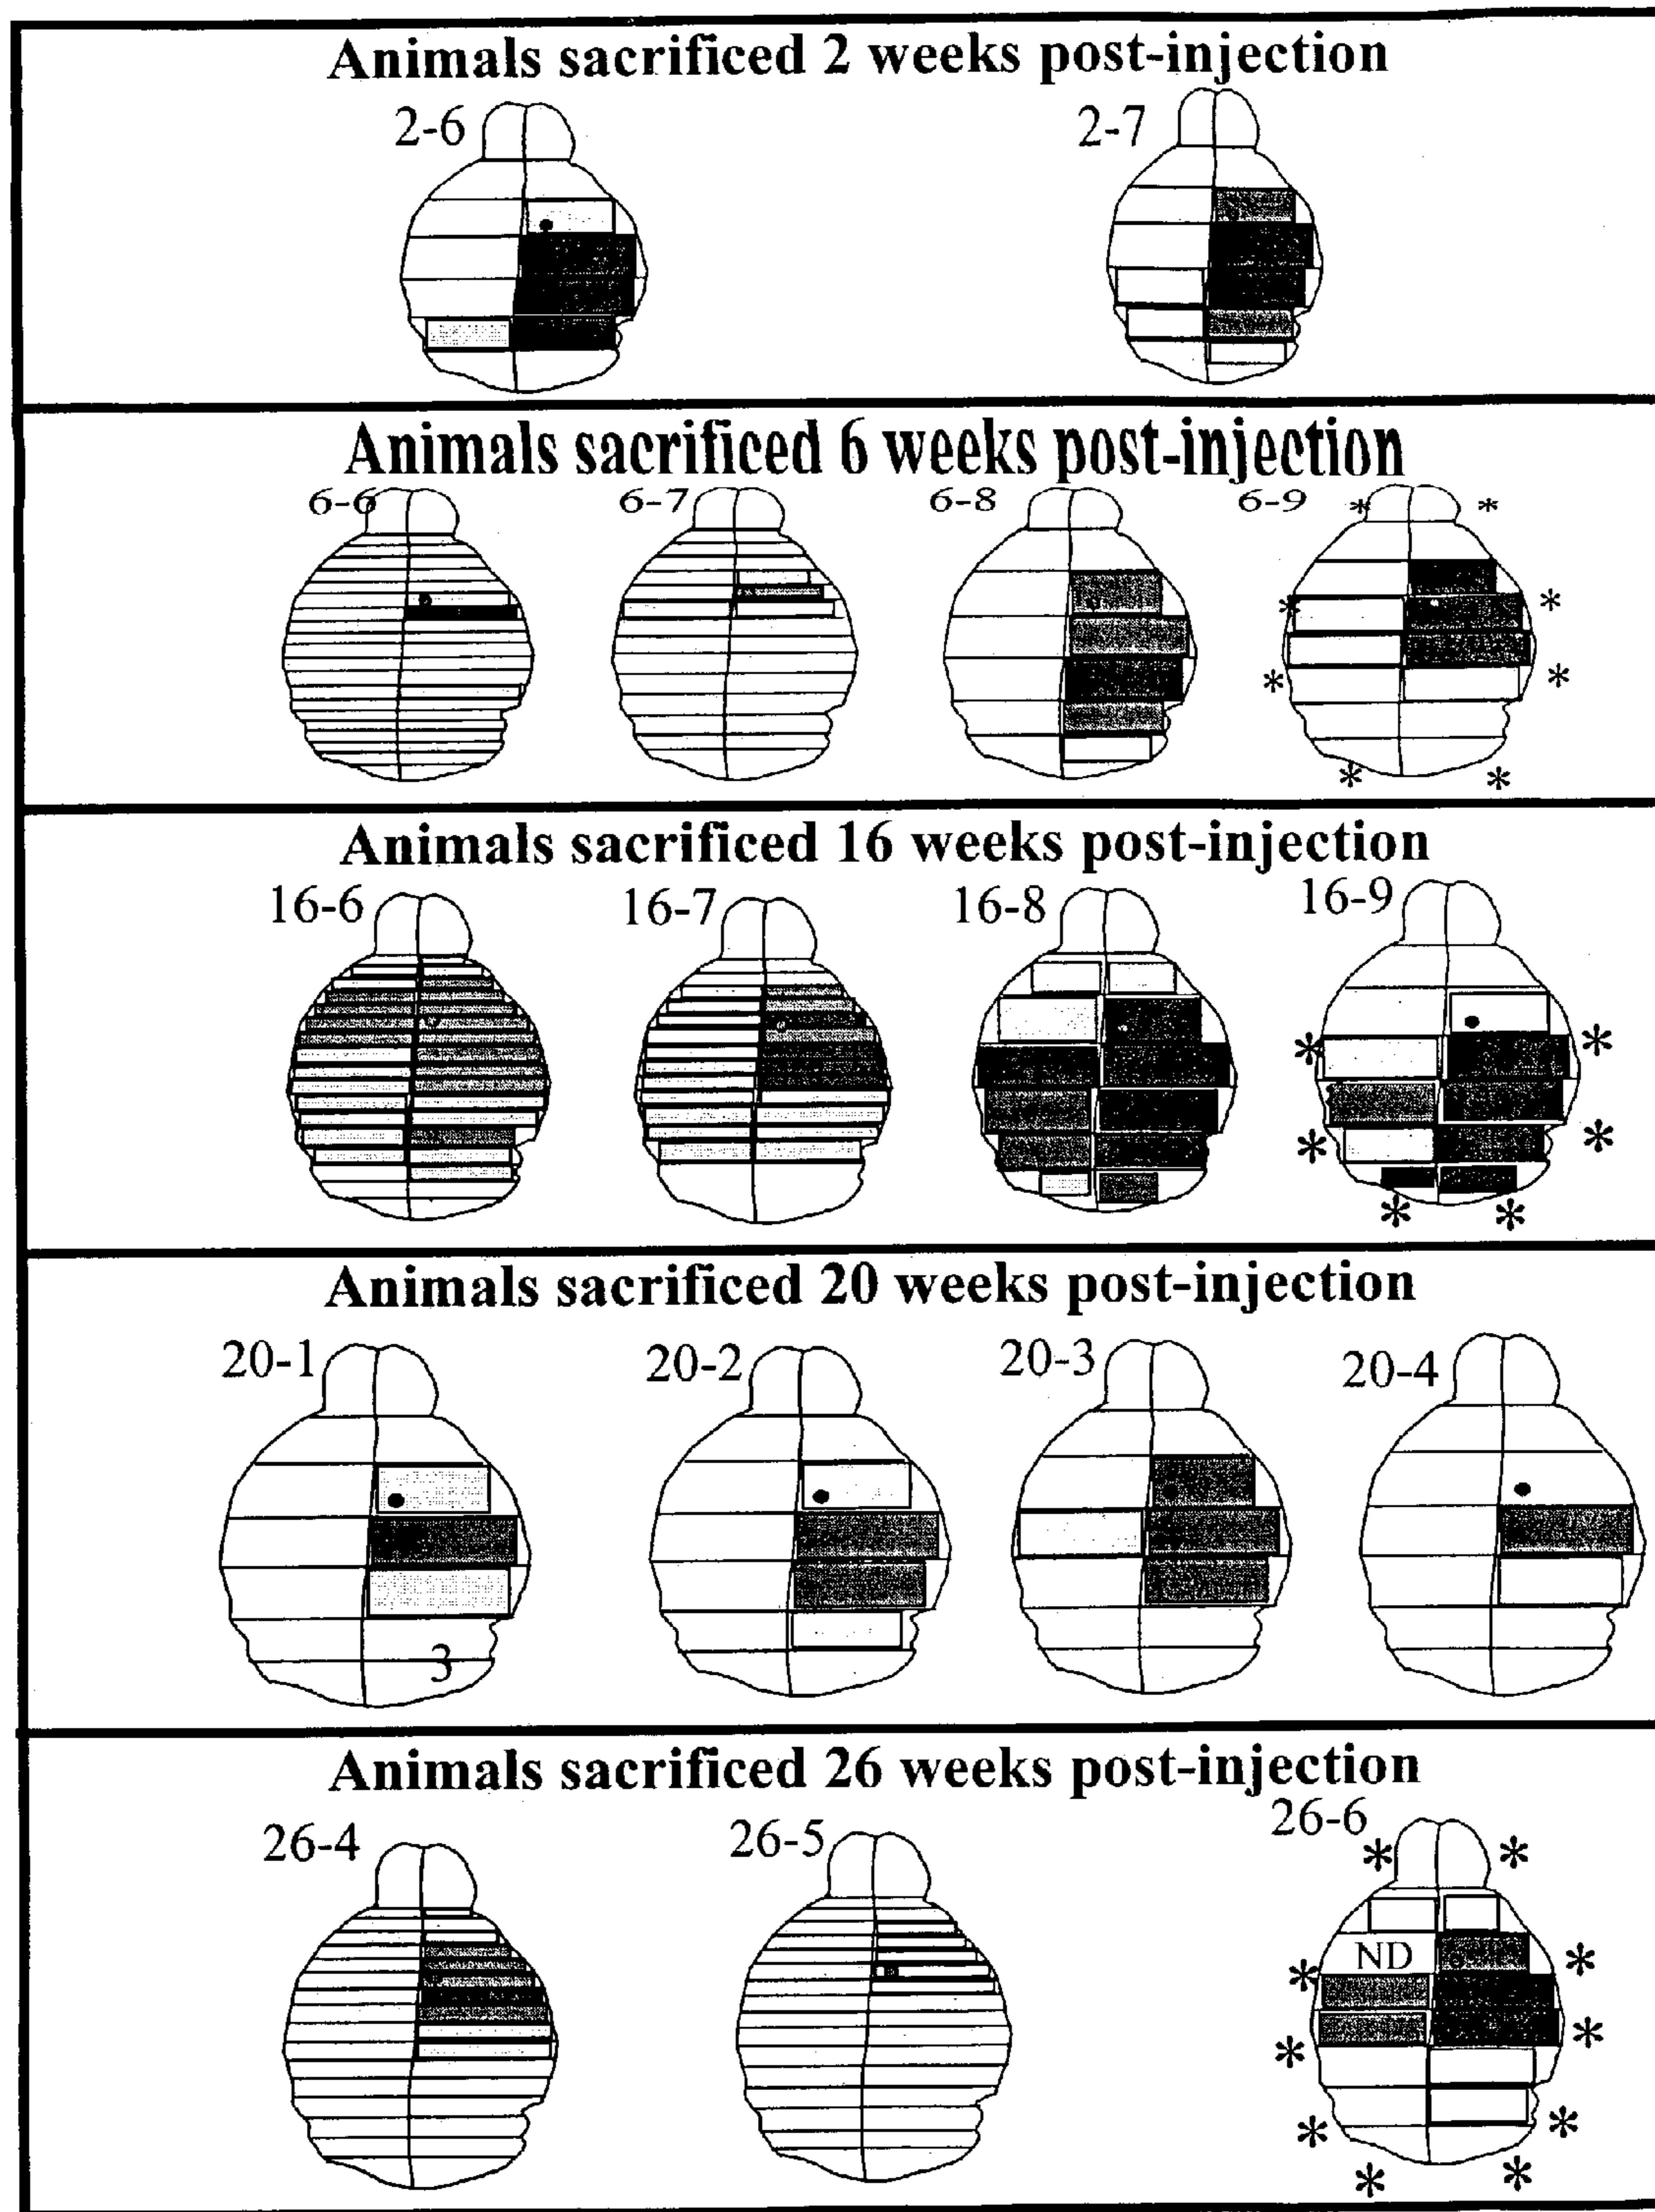 Animals sacrificed 2 weeks post-injection
2-6 2-7
Animals sacrificed 6 weeks post-injection
6-6 6-7 6-8 6-9 * *
* *
* *
* *
Animals sacrificed 16 weeks post-injection
16-6 16-7 16-8 16-9
* *
* *
* *
Animals sacrificed 20 weeks post-injection
20-1 20-2 20-3 20-4
3
Animals sacrificed 26 weeks post-injection
26-4 26-5 26-6 * *
ND *
*
* *
* *
* *